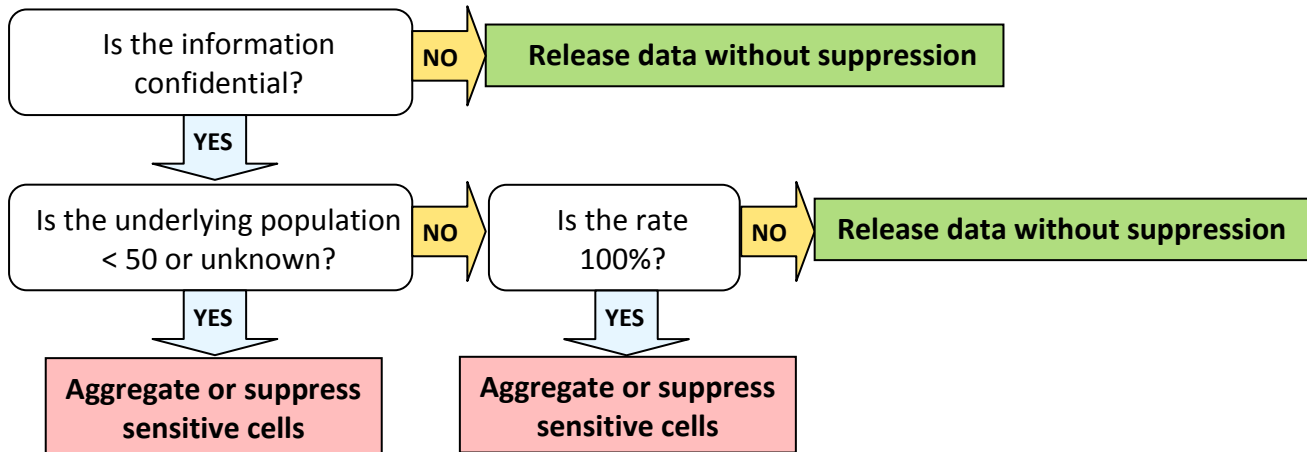 Is the information
confidential?
NO
Release data without suppression
YES
Is the underlying population
< 50 or unknown?
NO
Is the rate
100%?
NO
Release data without suppression
YES
YES
Aggregate or suppress
sensitive cells
Aggregate or suppress
sensitive cells